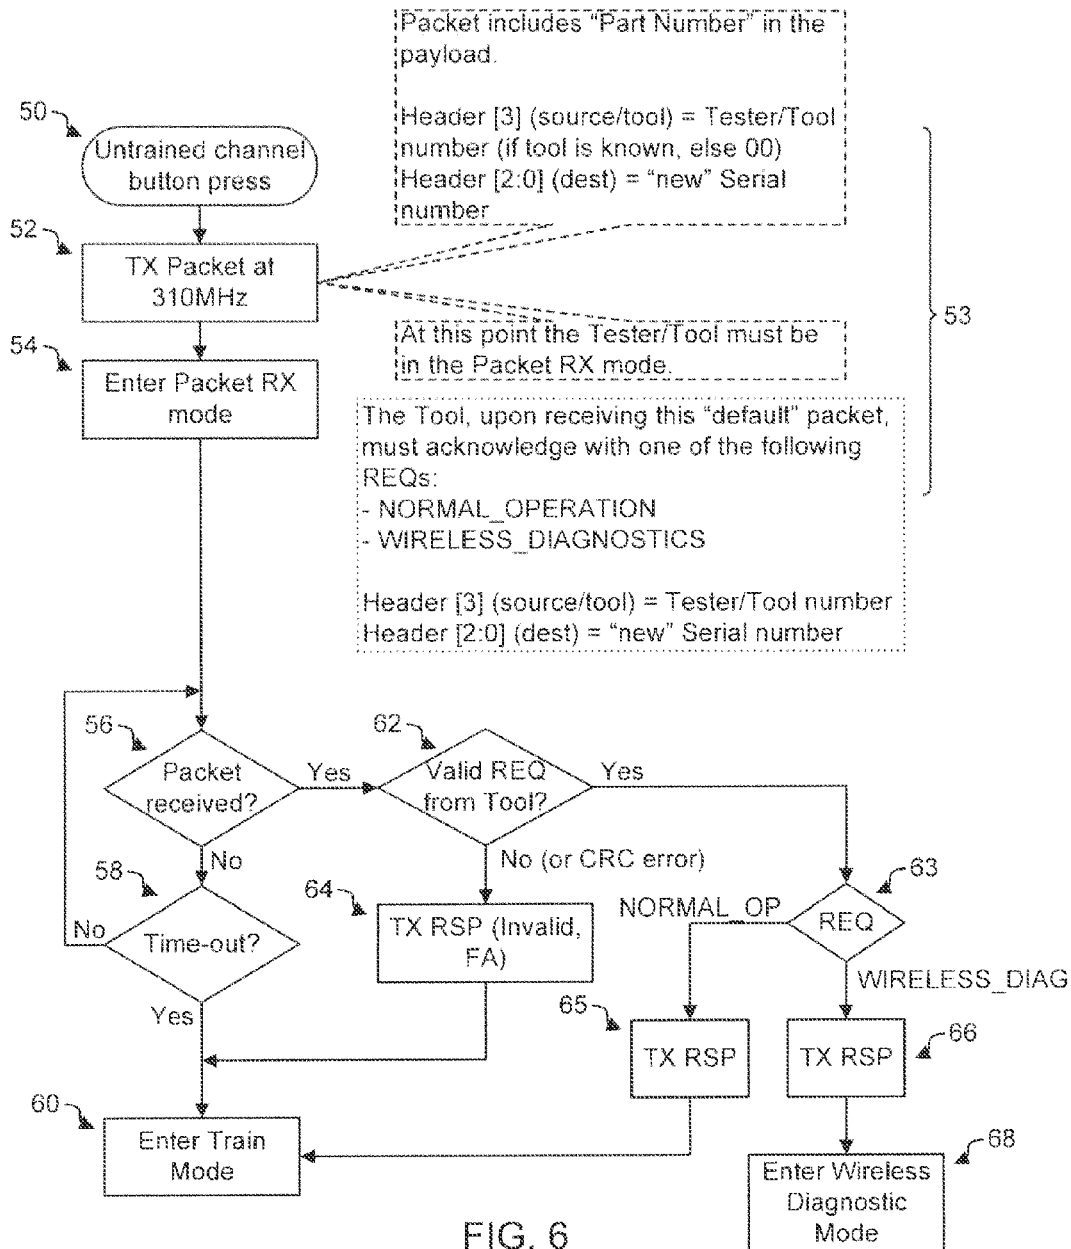 Packet includes “Part Number” in the
payload.
Header [3] (source/tool) = Tester/Tool
number (if tool is known, else 00)
Header [2:0] (dest) = “new” Serial
number
50
Untrained channel
button press
52
TX Packet at
310MHz
53
At this point the Tester/Tool must be
in the Packet RX mode.
54
Enter Packet RX
mode
The Tool, upon receiving this “default” packet,
must acknowledge with one of the following
REQs:
- NORMAL_OPERATION
- WIRELESS_DIAGNOSTICS
Header [3] (source/tool) = Tester/Tool number
Header [2:0] (dest) = “new” Serial number
56
Packet
received?
Yes
62
Valid REQ
from Tool?
Yes
No
No (or CRC error)
58
Time-out?
No
Yes
64
TX RSP (Invalid,
FA)
63
REQ
NORMAL_OP
WIRELESS_DIAG
65
TX RSP
66
TX RSP
60
Enter Train
Mode
68
Enter Wireless
Diagnostic
Mode
FIG. 6